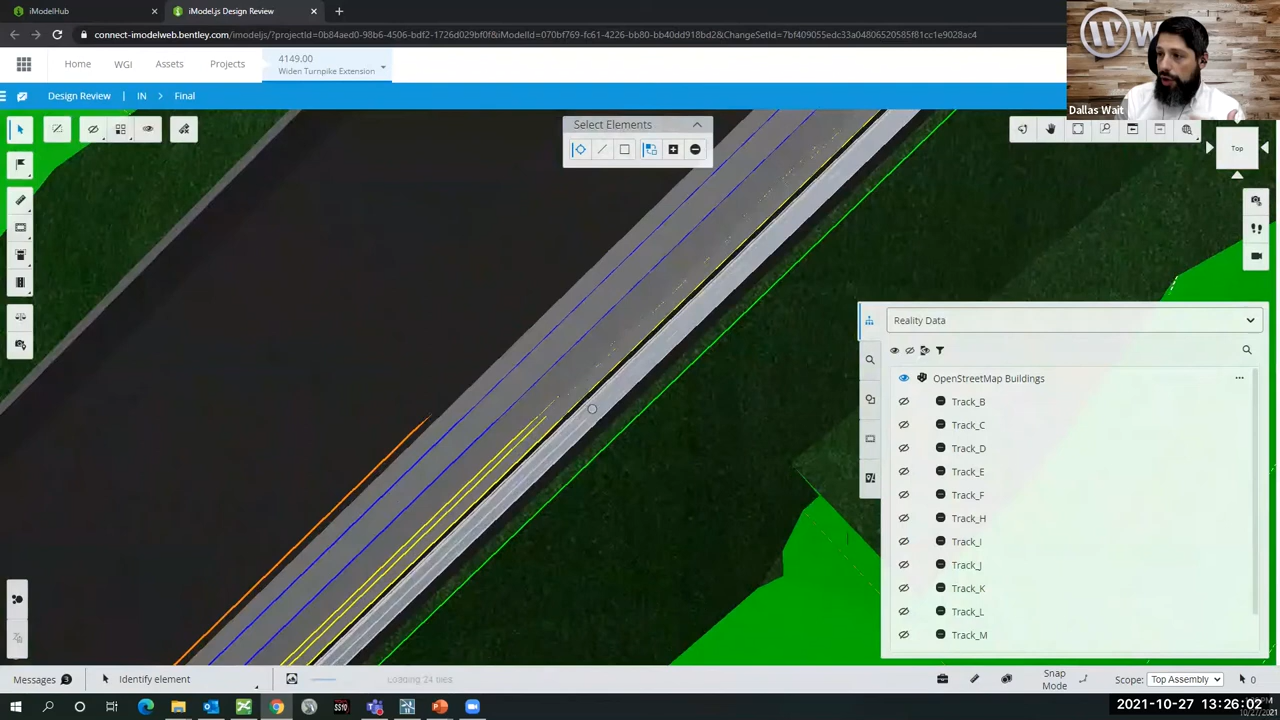 iModelHub
iModel.js Design Review
connect-imodelweb.bentley.com/imodeljs/?projectId=0b84aed0-98b6-4506-bdf2-1726d029bf0f&iModelId=070bf769-fc61-4226-bb80-bb40dd918bd2&ChangeSetId=7bf409055edc33a04806520585f81cc1e9028ac4
W
Dallas Wait
Home
WGI
Assets
Projects
4149.00
Widen Turnpike Extension
Design Review
IN
Final
Select Elements
Top
Reality Data
OpenStreetMap Buildings
Track_B
Track_C
Track_D
Track_E
Track_F
Track_H
Track_I
Track_J
Track_K
Track_L
Track_M
Messages
Identify element
Loading 24 tiles
Snap
Mode
Scope:
Top Assembly
0
2021-10-27 13:26:02